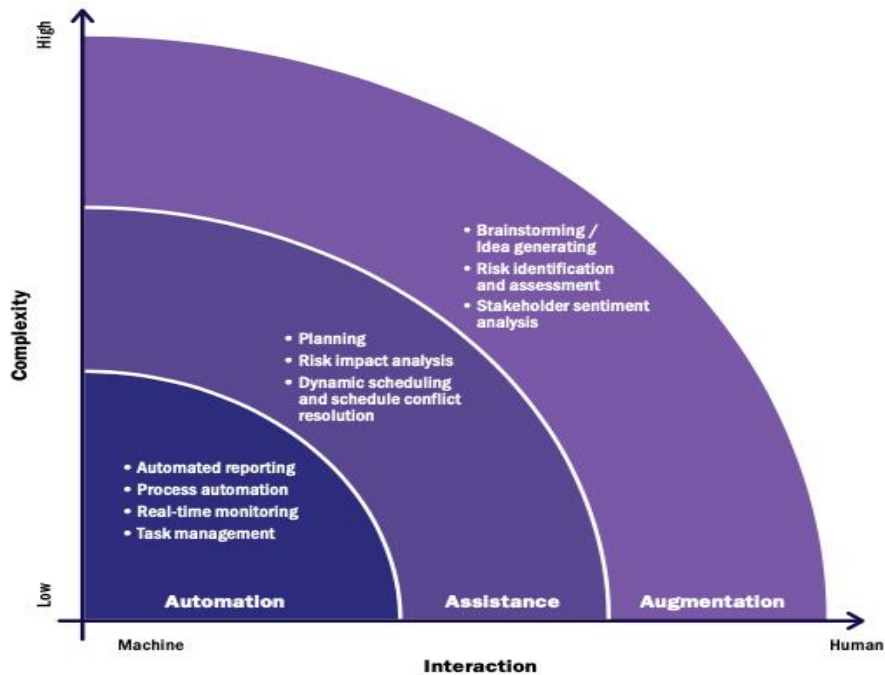 High
Complexity
Low
• Brainstorming /
Idea generating
• Risk identification
and assessment
• Stakeholder sentiment
analysis
• Planning
• Risk impact analysis
• Dynamic scheduling
and schedule conflict
resolution
• Automated reporting
• Process automation
• Real-time monitoring
• Task management
Automation
Assistance
Augmentation
Machine
Human
Interaction